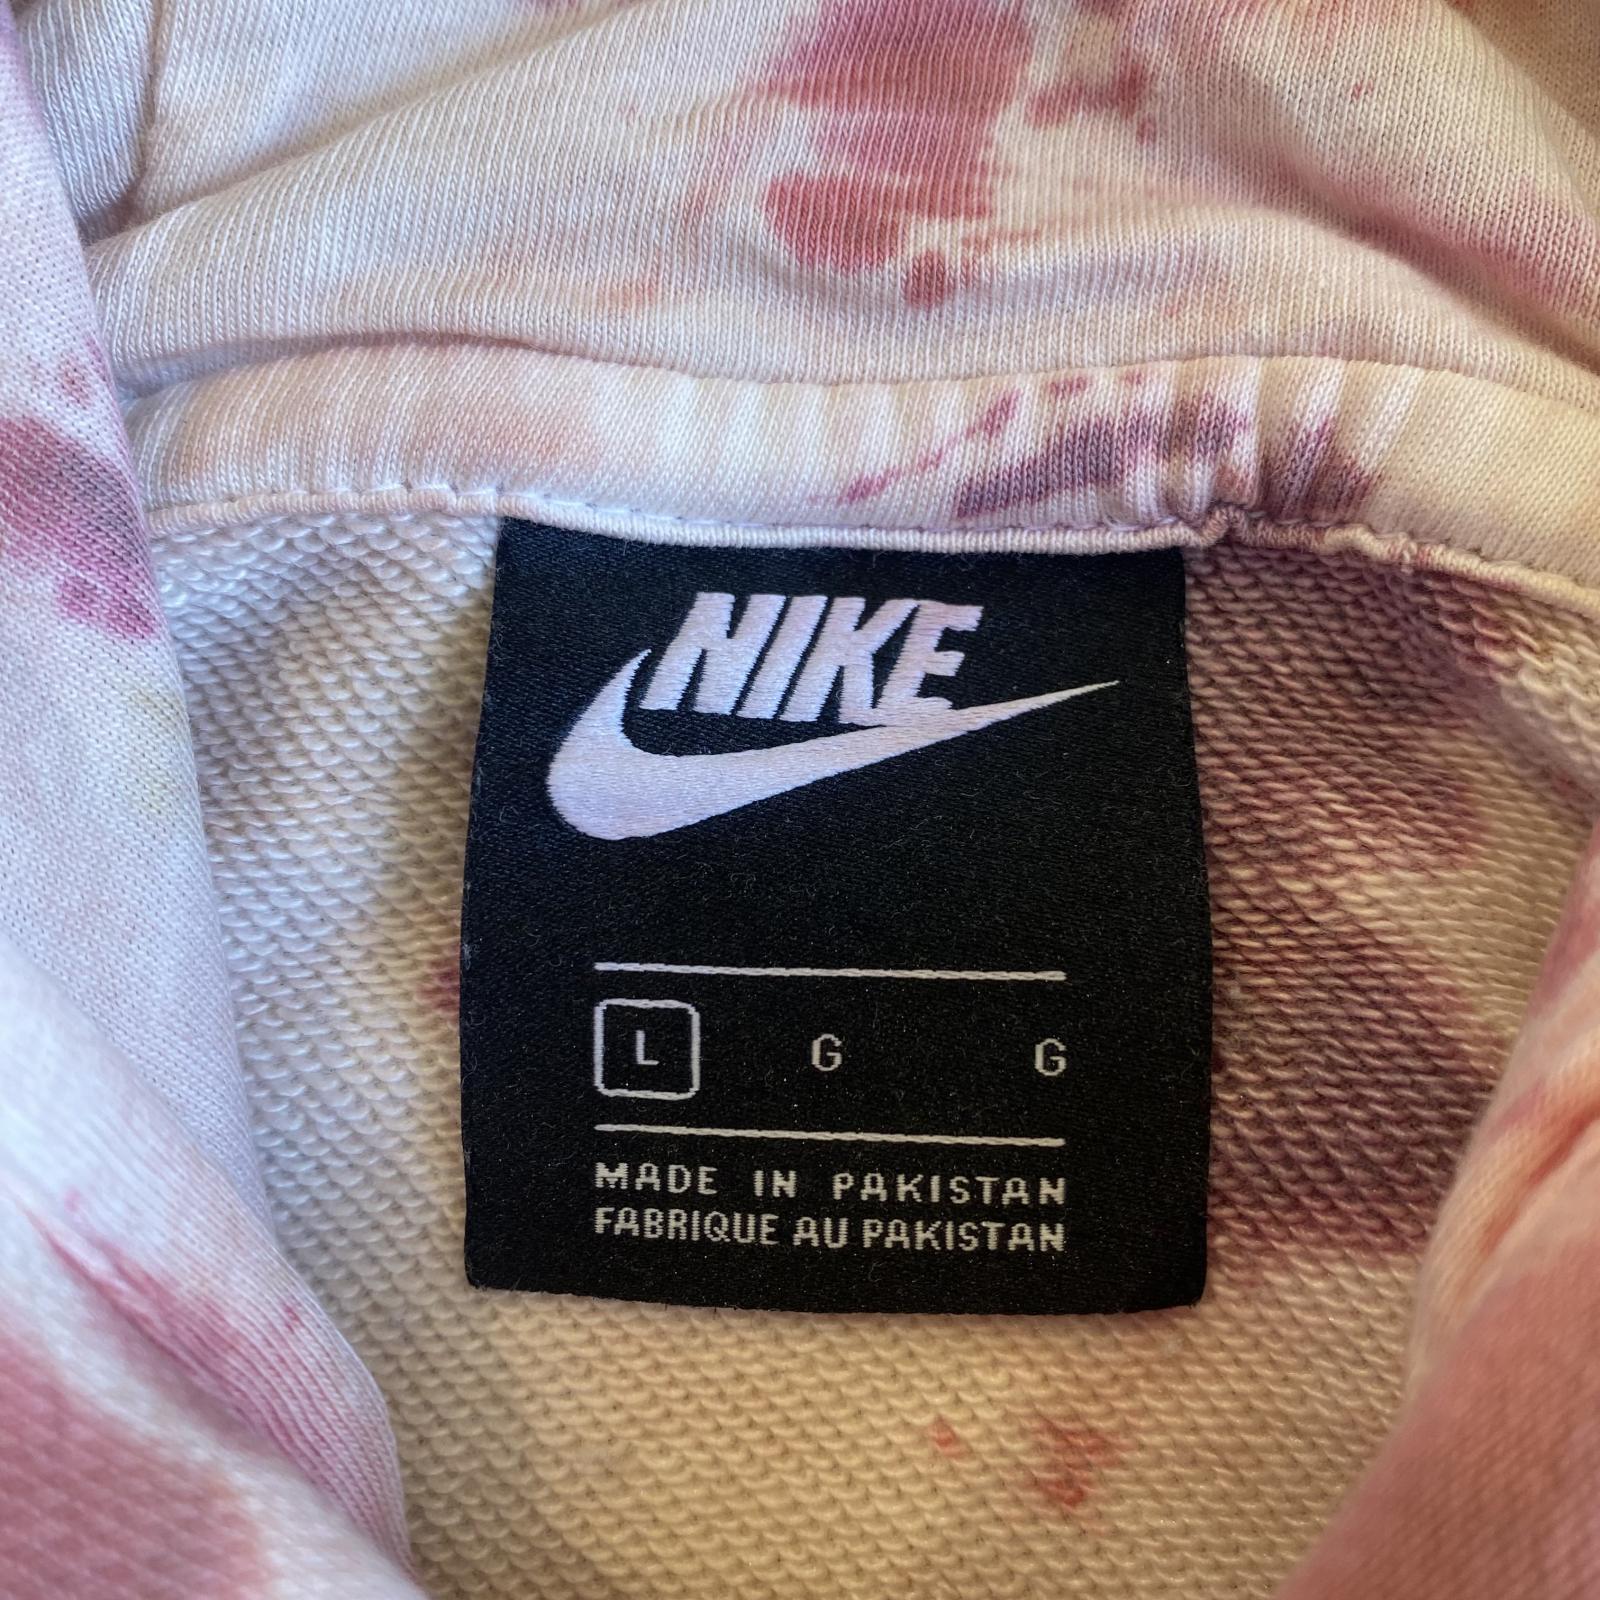 NIKE
L G G
MADE IN PAKISTAN
FABRIQUE AU PAKISTAN